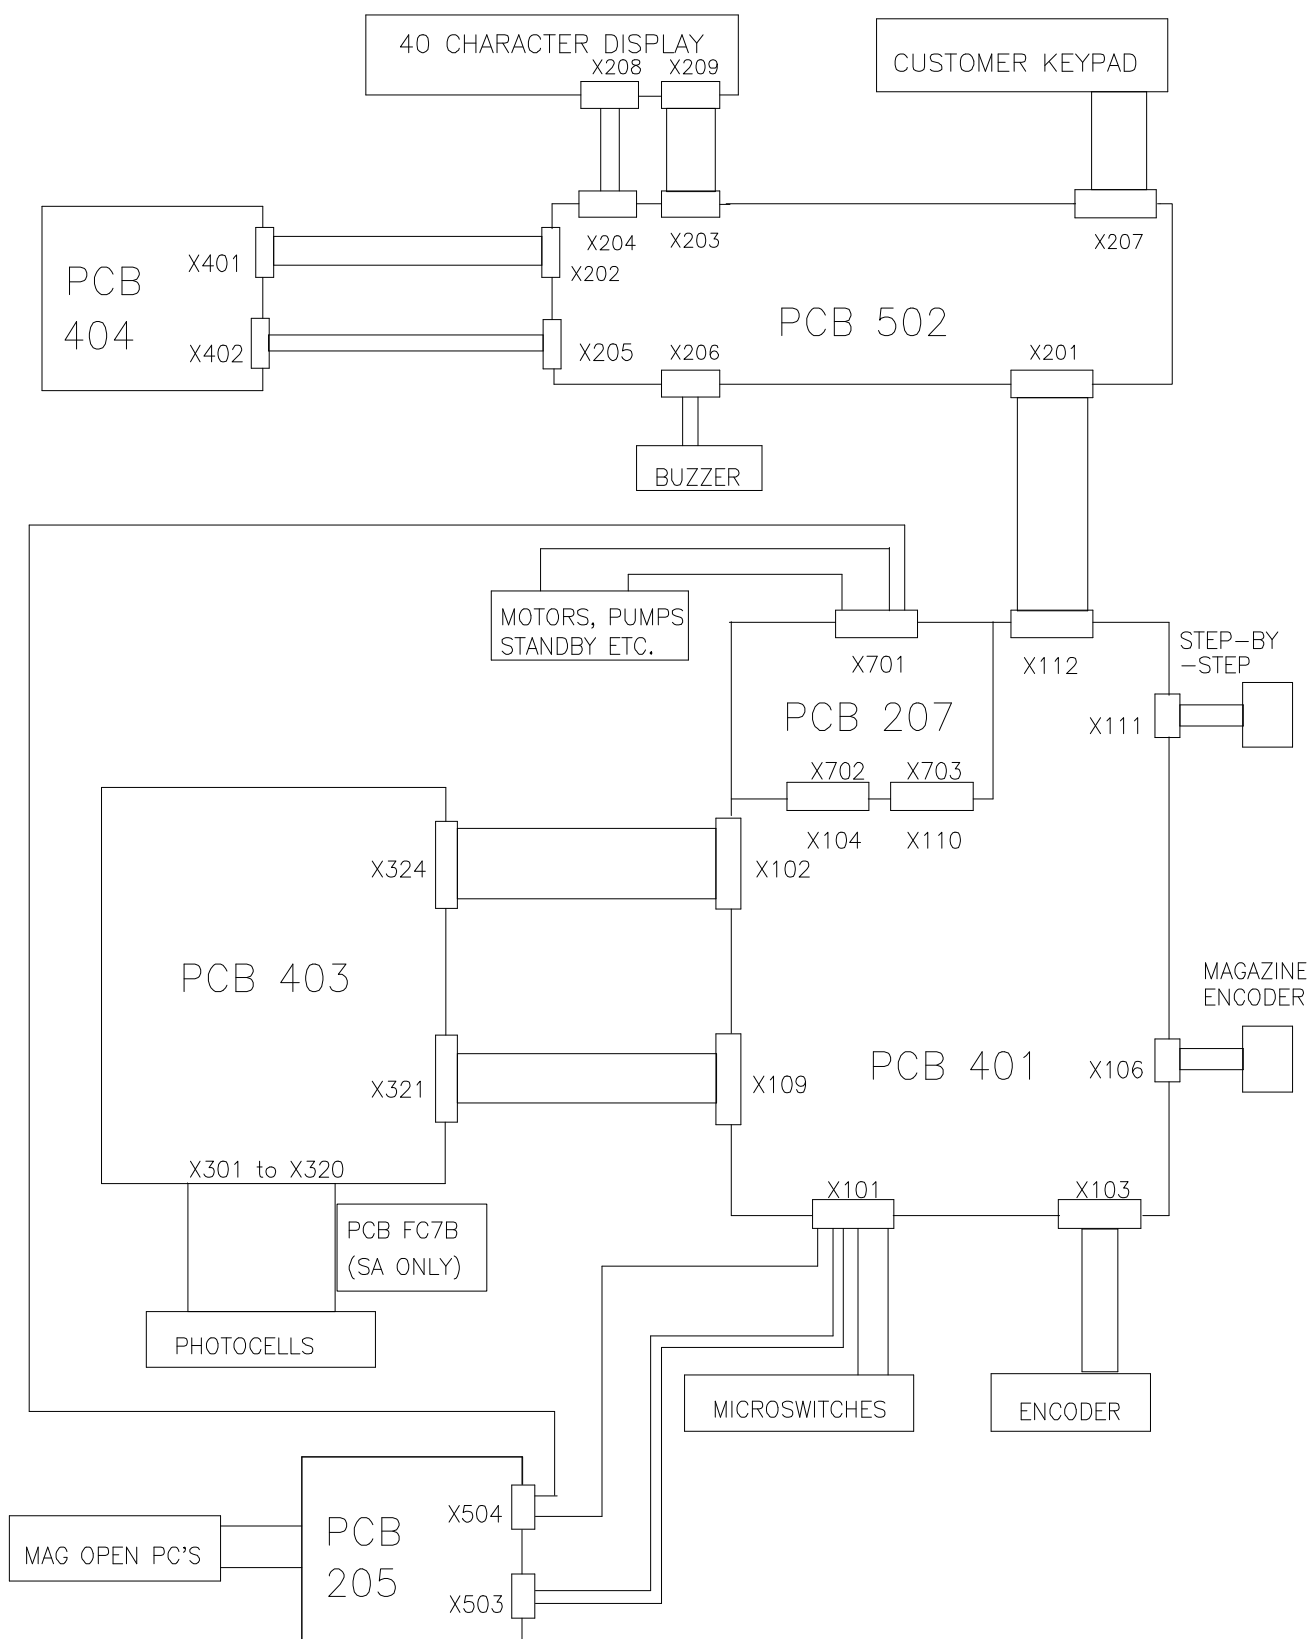 40 CHARACTER DISPLAY
X208
X209
CUSTOMER KEYPAD
X204
X203
X207
X401
X202
PCB
404
PCB 502
X402
X205
X206
X201
BUZZER
MOTORS, PUMPS
STANDBY ETC.
X701
X112
STEP-BY
-STEP
PCB 207
X111
X702
X703
X104
X110
X324
X102
PCB 403
MAGAZINE
ENCODER
PCB 401
X106
X321
X109
X301 to X320
X101
X103
PCB FC7B
(SA ONLY)
PHOTOCELLS
MICROSWITCHES
ENCODER
X504
PCB
205
MAG OPEN PC'S
X503